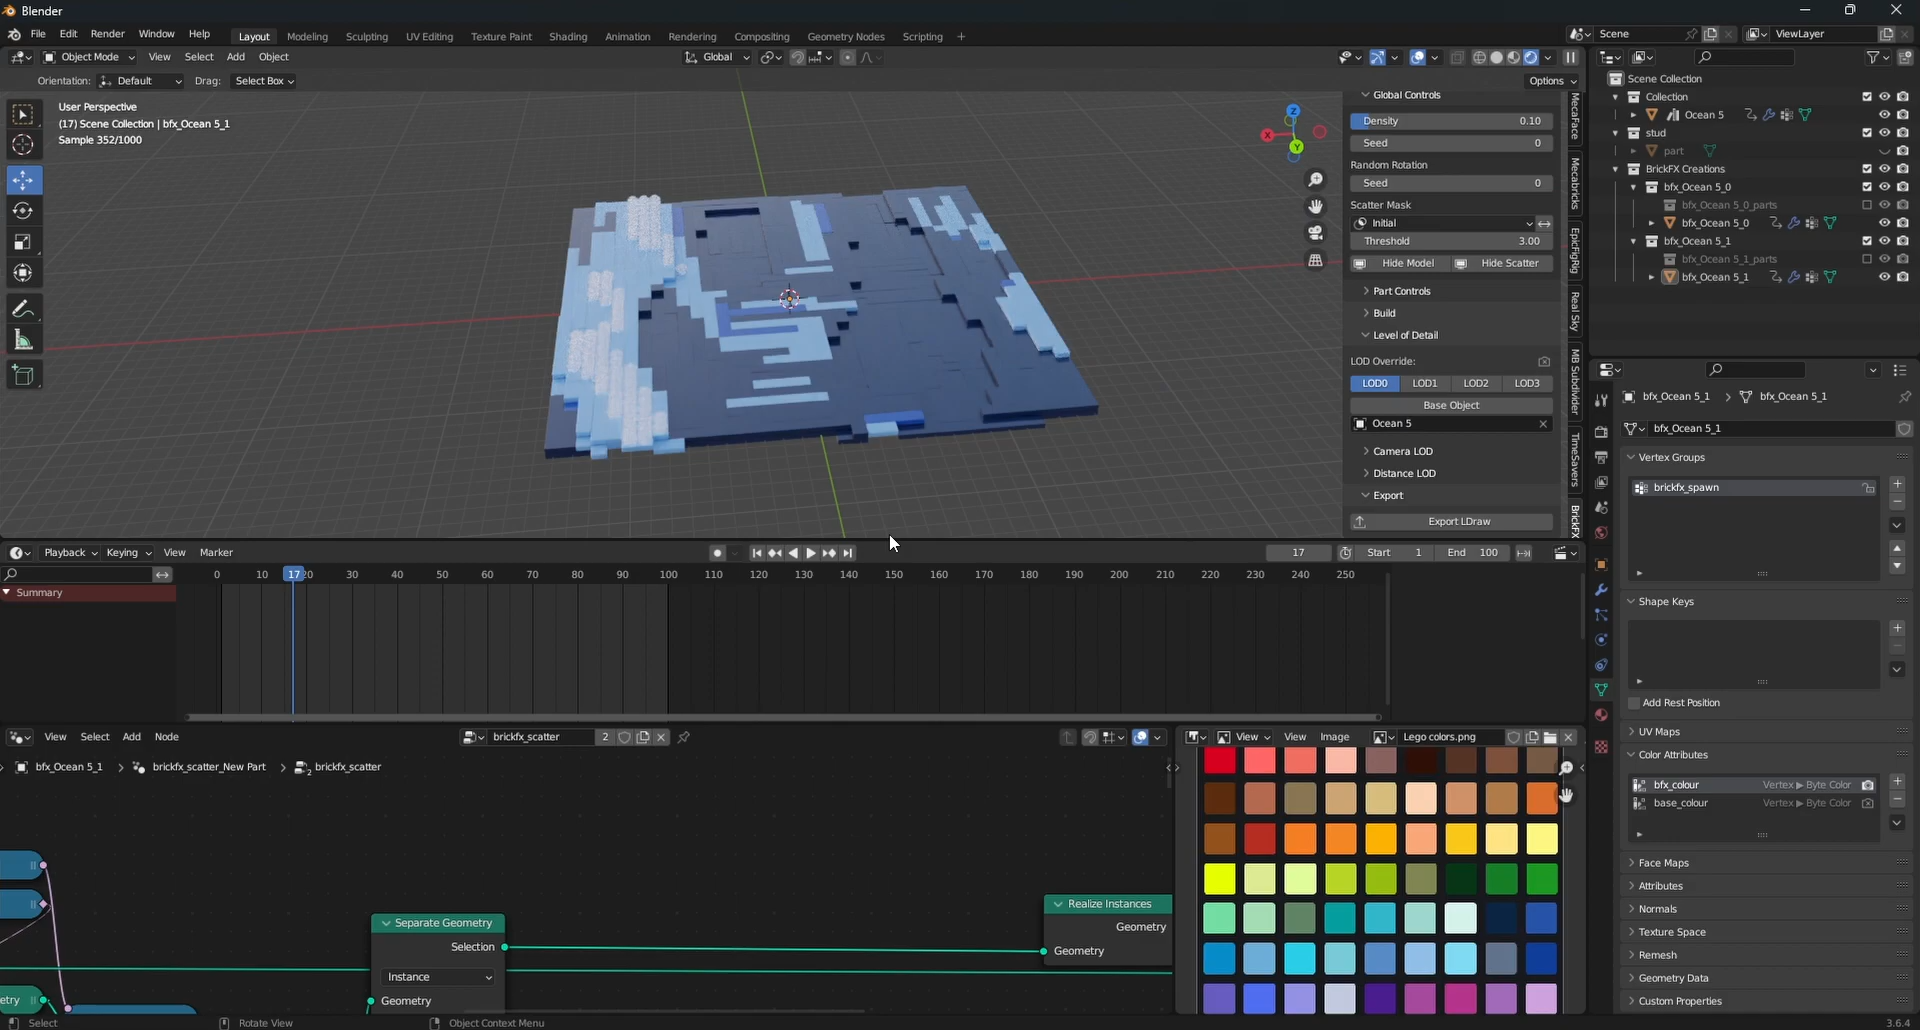 Blender
File Edit Render Window Help Layout Modeling Sculpting UV Editing Texture Paint Shading Animation Rendering Compositing Geometry Nodes Scripting + Scene ViewLayer
Object Mode View Select Add Object Global
Orientation: Default Drag: Select Box Options
User Perspective
(17) Scene Collection | bfx_Ocean 5_1
Sample 352/1000
Z
X
Y
Global Controls
Density 0.10
Seed 0
Random Rotation
Seed 0
Scatter Mask
Initial
Threshold 3.00
Hide Model Hide Scatter
Part Controls
Build
Level of Detail
LOD Override:
LOD0 LOD1 LOD2 LOD3
Base Object
Ocean 5
Camera LOD
Distance LOD
Export
Export LDraw
MecaFace
Mecabricks
EpicFigRig
Real Sky
MB Subdivider
TimeSavers
BrickFX
Scene Collection
Collection
Ocean 5
stud
part
BrickFX Creations
bfx_Ocean 5_0
bfx_Ocean 5_0_parts
bfx_Ocean 5_0
bfx_Ocean 5_1
bfx_Ocean 5_1_parts
bfx_Ocean 5_1
bfx_Ocean 5_1 bfx_Ocean 5_1
bfx_Ocean 5_1
Vertex Groups
brickfx_spawn
Shape Keys
Add Rest Position
UV Maps
Color Attributes
bfx_colour Vertex ▶ Byte Color
base_colour Vertex ▶ Byte Color
Face Maps
Attributes
Normals
Texture Space
Remesh
Geometry Data
Custom Properties
Playback Keying View Marker 17 Start 1 End 100
0 10 17 20 30 40 50 60 70 80 90 100 110 120 130 140 150 160 170 180 190 200 210 220 230 240 250
Summary
View Select Add Node brickfx_scatter 2
bfx_Ocean 5_1 brickfx_scatter_New Part brickfx_scatter
2
Separate Geometry
Selection
Instance
Geometry
etry
Realize Instances
Geometry
Geometry
View View Image Lego colors.png
Select Rotate View Object Context Menu 3.6.4